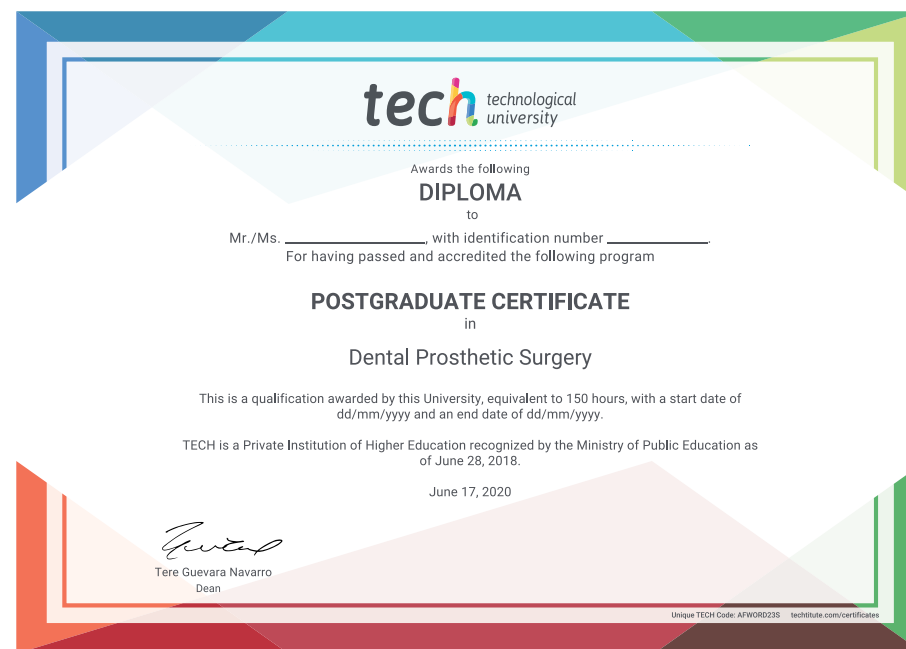 tech technological
university
Awards the following
DIPLOMA
to
Mr./Ms. ____________________, with identification number ______________.
For having passed and accredited the following program
POSTGRADUATE CERTIFICATE
in
Dental Prosthetic Surgery
This is a qualification awarded by this University, equivalent to 150 hours, with a start date of
dd/mm/yyyy and an end date of dd/mm/yyyy.
TECH is a Private Institution of Higher Education recognized by the Ministry of Public Education as
of June 28, 2018.
June 17, 2020
Tere Guevara Navarro
Dean
Unique TECH Code: AFWORD23S techtitute.com/certificates